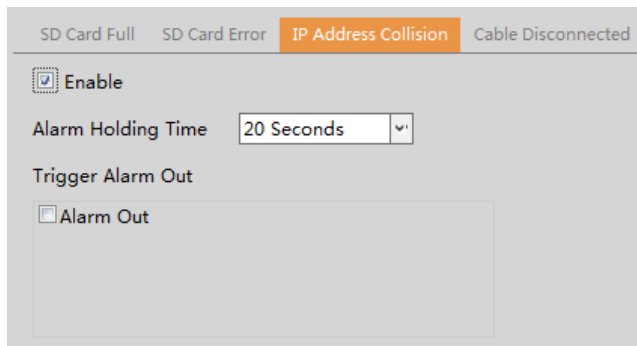 SD Card Full SD Card Error IP Address Collision Cable Disconnected
Enable
Alarm Holding Time 20 Seconds
Trigger Alarm Out
Alarm Out